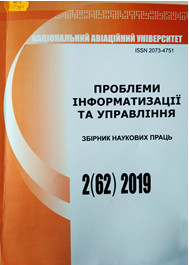 НАЦІОНАЛЬНИЙ АВІАЦІЙНИЙ УНІВЕРСИТЕТ
ISSN 2073-4751
ПРОБЛЕМИ
ІНФОРМАТИЗАЦІЇ
ТА УПРАВЛІННЯ
ЗБІРНИК НАУКОВИХ ПРАЦЬ
2(62) 2019